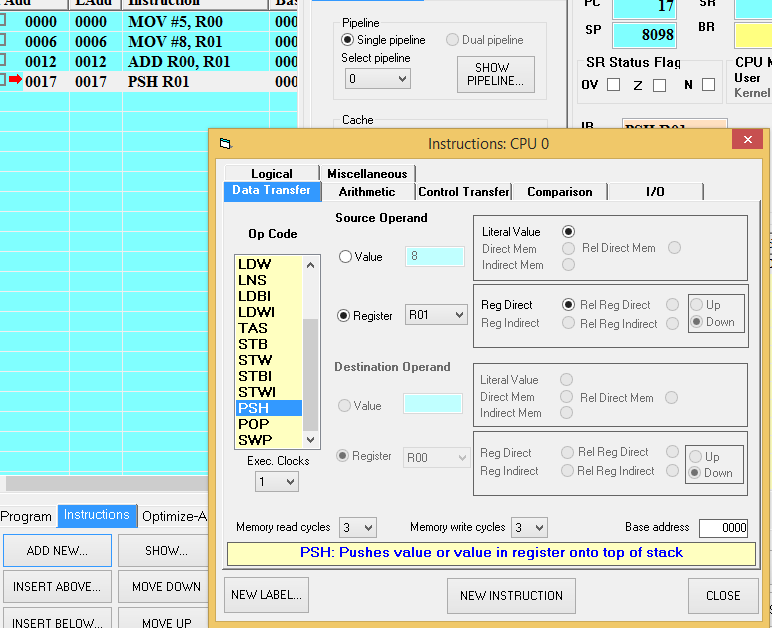 PAdd LAdd Instruction Bas
0000 0000 MOV #5, R00 000
0006 0006 MOV #8, R01 000
0012 0012 ADD R00, R01 000
0017 0017 PSH R01 000
Pipeline
Single pipeline Dual pipeline
Select pipeline
0
SHOW
PIPELINE...
Cache
PC 17 SR
SP 8098 BR
SR Status Flag
OV Z N
CPU M
User
Kernel
IR PSH R01
Instructions: CPU 0
Logical Miscellaneous
Data Transfer Arithmetic Control Transfer Comparison I/O
Op Code
LDW
LNS
LDBI
LDWI
TAS
STB
STW
STBI
STWI
PSH
POP
SWP
Exec. Clocks
1
Source Operand
Value 8
Register R01
Literal Value
Direct Mem Rel Direct Mem
Indirect Mem
Reg Direct Rel Reg Direct Up
Reg Indirect Rel Reg Indirect Down
Destination Operand
Value
Register R00
Literal Value
Direct Mem Rel Direct Mem
Indirect Mem
Reg Direct Rel Reg Direct Up
Reg Indirect Rel Reg Indirect Down
Memory read cycles 3 Memory write cycles 3 Base address 0000
PSH: Pushes value or value in register onto top of stack
NEW LABEL... NEW INSTRUCTION CLOSE
Program Instructions Optimize-A
ADD NEW... SHOW...
INSERT ABOVE... MOVE DOWN
INSERT BELOW... MOVE UP